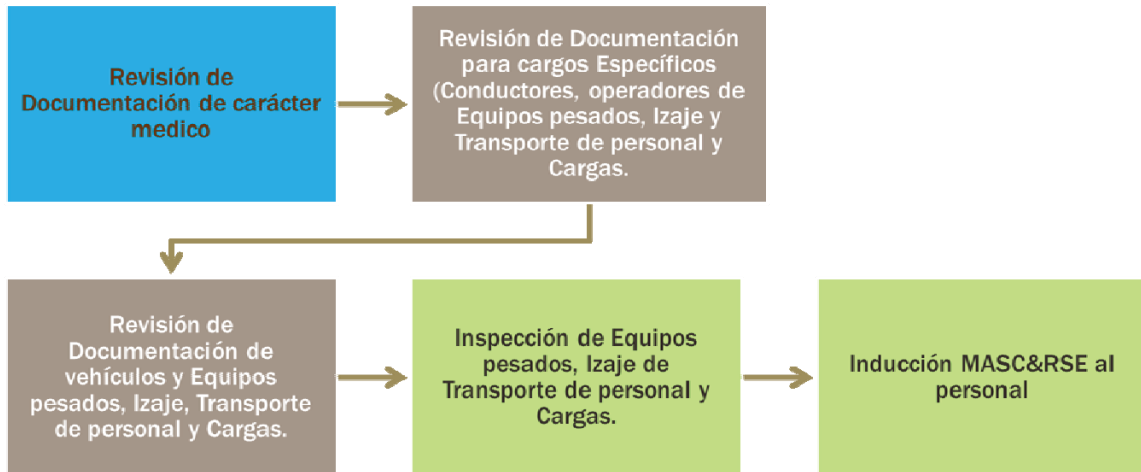 Revisión de
Documentación de carácter
medico
Revisión de Documentación
para cargos Específicos
(Conductores, operadores de
Equipos pesados, Izaje y
Transporte de personal y
Cargas.
Revisión de
Documentación de
vehículos y Equipos
pesados, Izaje, Transporte
de personal y Cargas.
Inspección de Equipos
pesados, Izaje de
Transporte de personal y
Cargas.
Inducción MASC&RSE al
personal